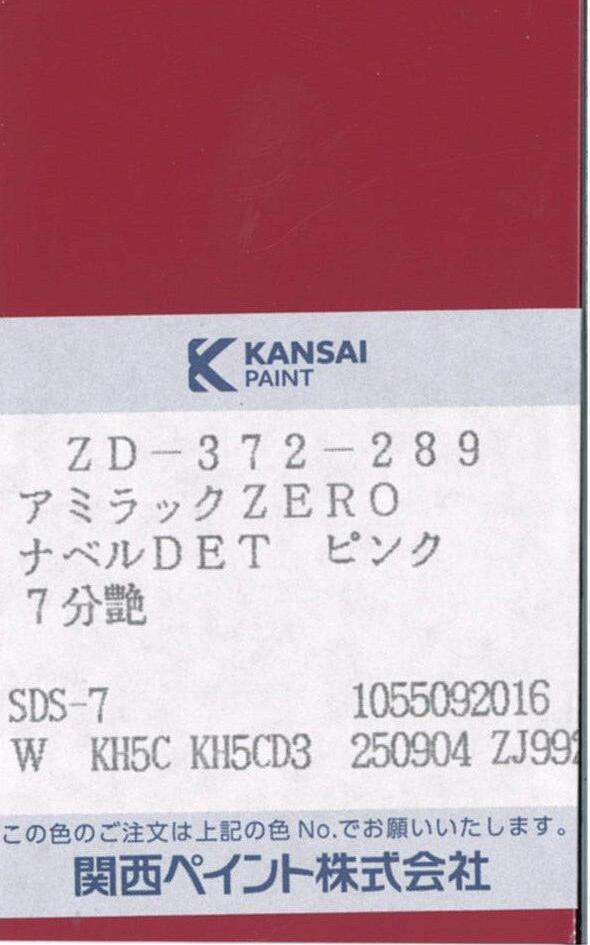 KANSAI
PAINT
ZD-372-289
アミラックZERO
ナベルDET ピンク
7分艶
SDS-7 1055092016
W KH5C KH5CD3 250904 ZJ992
この色のご注文は上記の色No.でお願いいたします。
関西ペイント株式会社